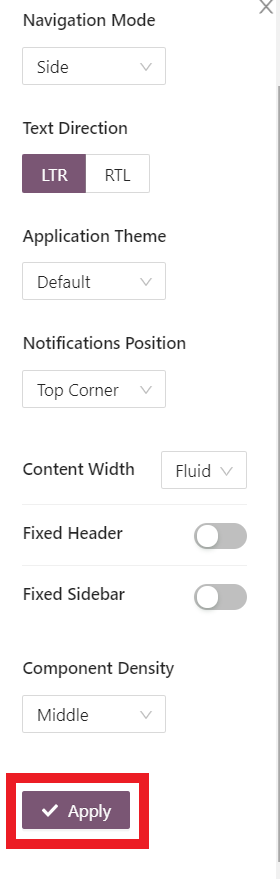 Navigation Mode
Side
Text Direction
LTR RTL
Application Theme
Default
Notifications Position
Top Corner
Content Width Fluid
Fixed Header
Fixed Sidebar
Component Density
Middle
Apply